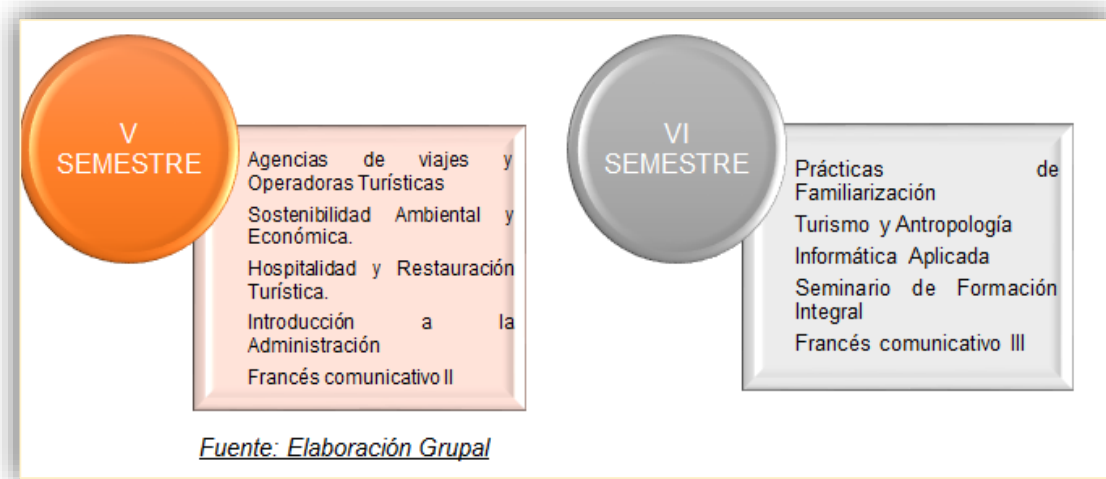 V
SEMESTRE
Agencias de viajes y
Operadoras Turísticas
Sostenibilidad Ambiental y
Económica.
Hospitalidad y Restauración
Turística.
Introducción a la
Administración
Francés comunicativo II
VI
SEMESTRE
Prácticas de
Familiarización
Turismo y Antropología
Informática Aplicada
Seminario de Formación
Integral
Francés comunicativo III
Fuente: Elaboración Grupal